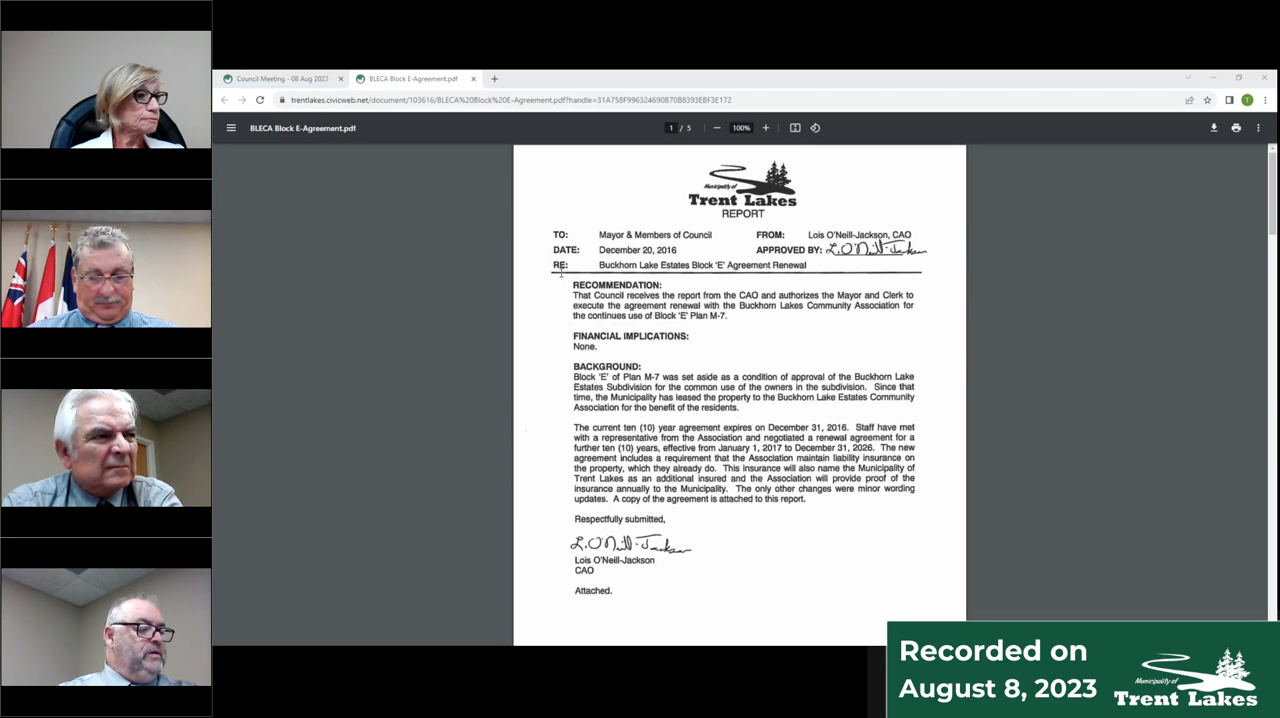 Council Meeting - 08 Aug 2023
BLECA Block E-Agreement.pdf
trentlakes.civicweb.net/document/103616/BLECA%20Block%20E-Agreement.pdf?handle=31A758F996324690B70B8393EBF3E172
T
BLECA Block E-Agreement.pdf
1 / 5
100%
Municipality of
Trent Lakes
REPORT
TO: Mayor & Members of Council FROM: Lois O'Neill-Jackson, CAO
DATE: December 20, 2016 APPROVED BY: L. O'Neill-Jackson
RE: Buckhorn Lake Estates Block 'E' Agreement Renewal
RECOMMENDATION:
That Council receives the report from the CAO and authorizes the Mayor and Clerk to
execute the agreement renewal with the Buckhorn Lakes Community Association for
the continues use of Block 'E' Plan M-7.
FINANCIAL IMPLICATIONS:
None.
BACKGROUND:
Block 'E' of Plan M-7 was set aside as a condition of approval of the Buckhorn Lake
Estates Subdivision for the common use of the owners in the subdivision. Since that
time, the Municipality has leased the property to the Buckhorn Lake Estates Community
Association for the benefit of the residents.
The current ten (10) year agreement expires on December 31, 2016. Staff have met
with a representative from the Association and negotiated a renewal agreement for a
further ten (10) years, effective from January 1, 2017 to December 31, 2026. The new
agreement includes a requirement that the Association maintain liability insurance on
the property, which they already do. This insurance will also name the Municipality of
Trent Lakes as an additional insured and the Association will provide proof of the
insurance annually to the Municipality. The only other changes were minor wording
updates. A copy of the agreement is attached to this report.
Respectfully submitted,
L. O'Neill-Jackson
Lois O'Neill-Jackson
CAO
Attached.
Recorded on
August 8, 2023
Municipality of
Trent Lakes